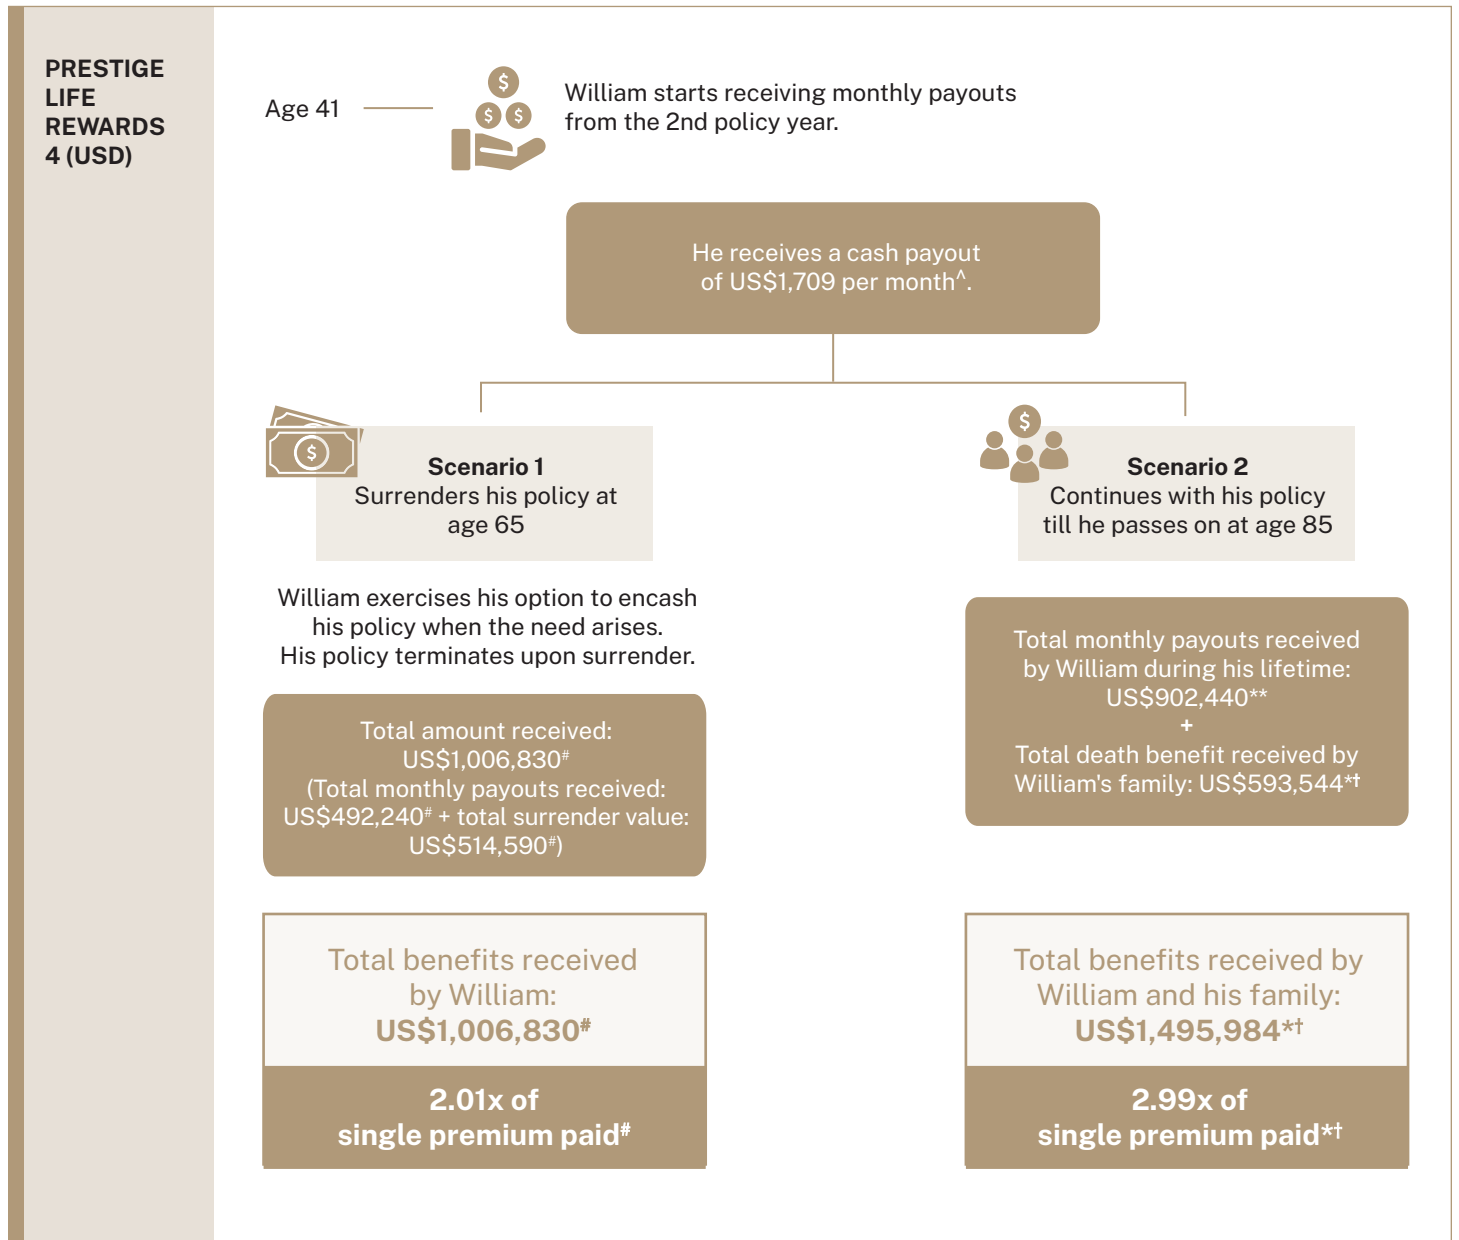 PRESTIGE
LIFE
REWARDS
4 (USD)
Age 41
$
$ $
William starts receiving monthly payouts
from the 2nd policy year.
He receives a cash payout
of US$1,709 per month^.
$
Scenario 1
Surrenders his policy at
age 65
William exercises his option to encash
his policy when the need arises.
His policy terminates upon surrender.
Total amount received:
US$1,006,830#
(Total monthly payouts received:
US$492,240# + total surrender value:
US$514,590#)
Total benefits received
by William:
US$1,006,830#
2.01x of
single premium paid#
$
Scenario 2
Continues with his policy
till he passes on at age 85
Total monthly payouts received
by William during his lifetime:
US$902,440**
+
Total death benefit received by
William's family: US$593,544*†
Total benefits received by
William and his family:
US$1,495,984*†
2.99x of
single premium paid*†